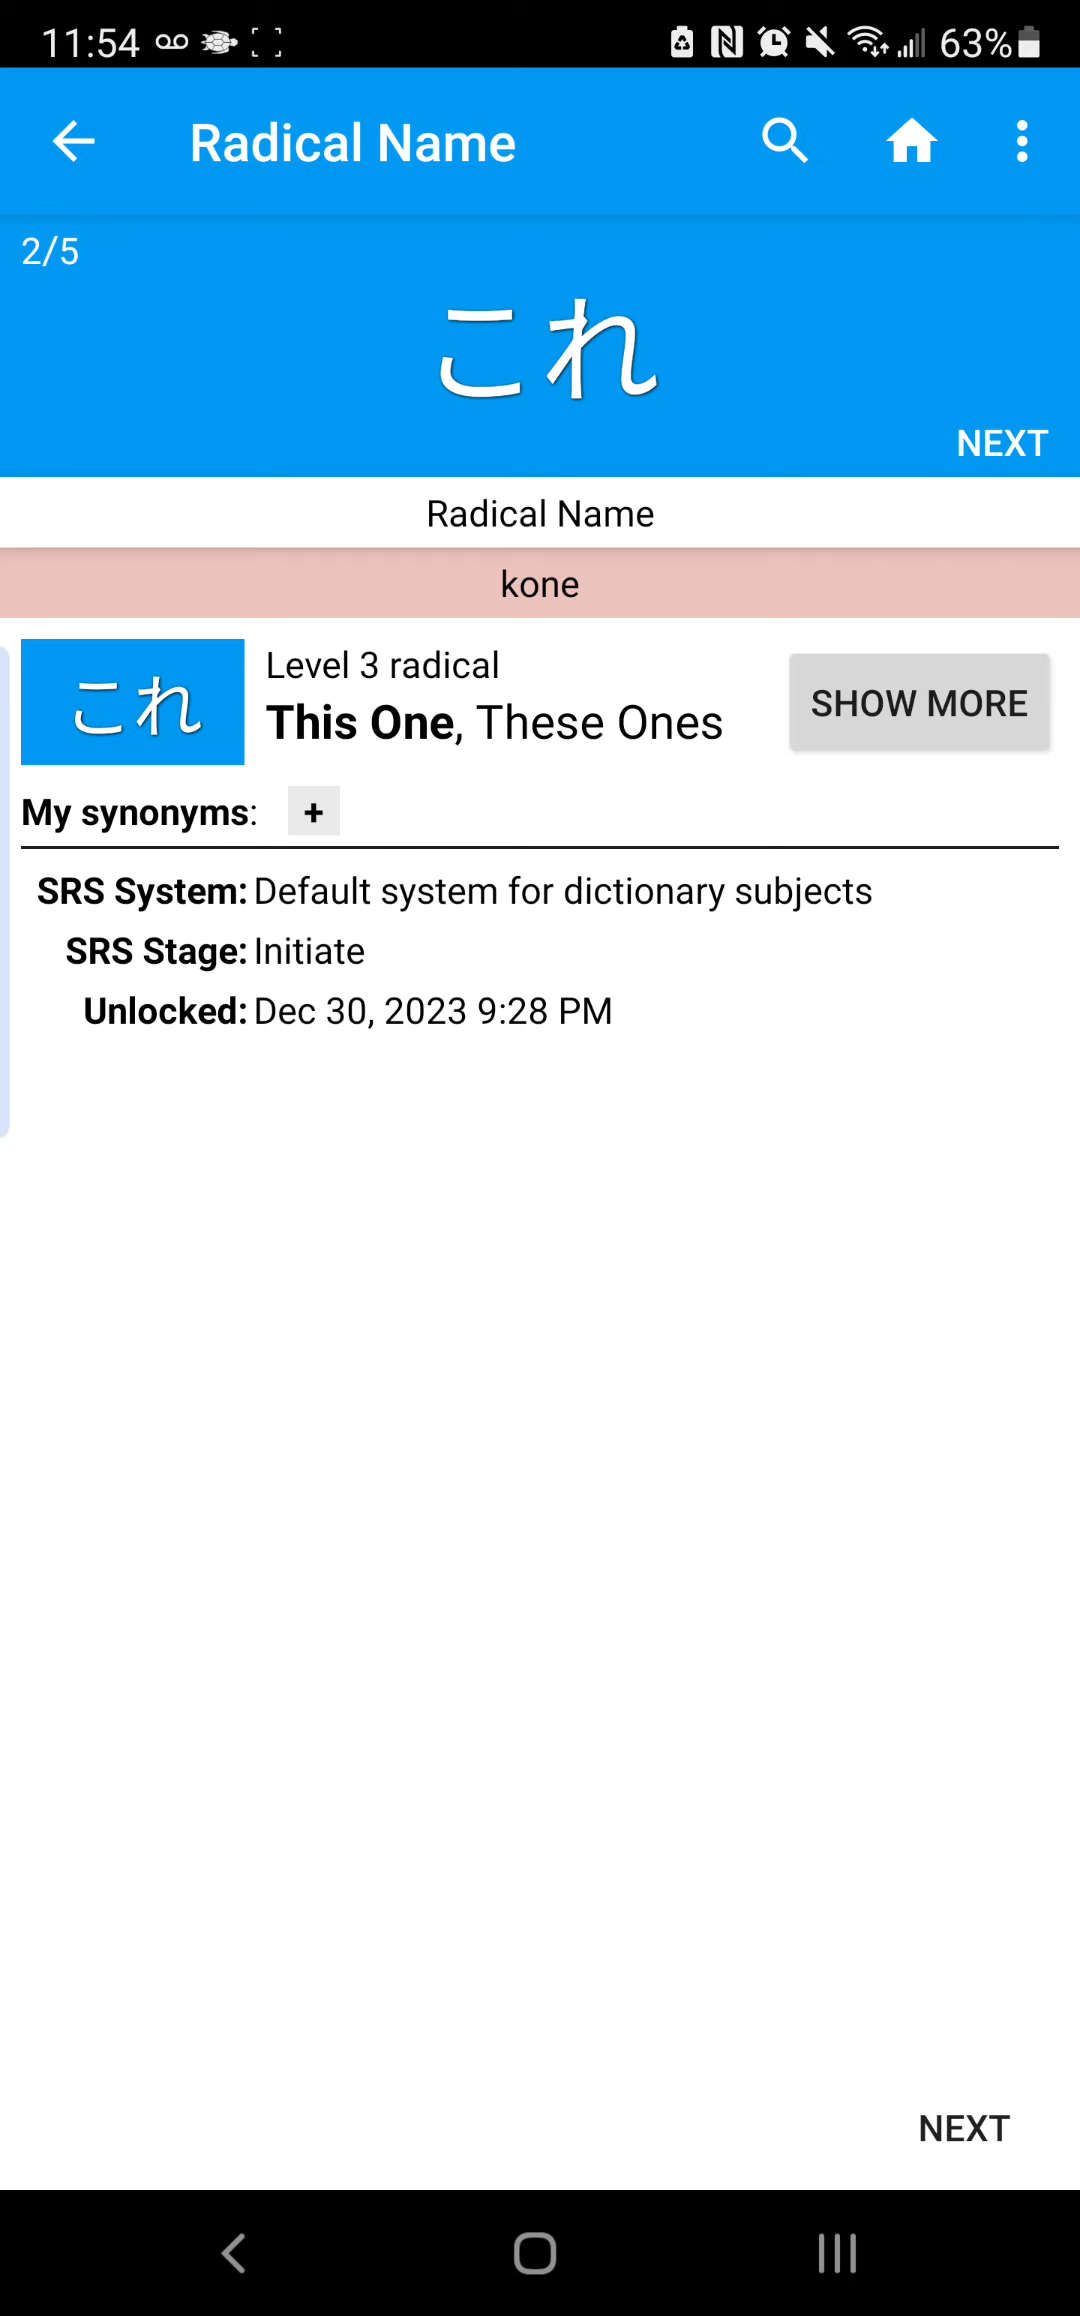 11:54 63%
Radical Name
2/5
これ
NEXT
Radical Name
kone
これ
Level 3 radical
This One, These Ones
SHOW MORE
My synonyms: +
SRS System: Default system for dictionary subjects
SRS Stage: Initiate
Unlocked: Dec 30, 2023 9:28 PM
NEXT